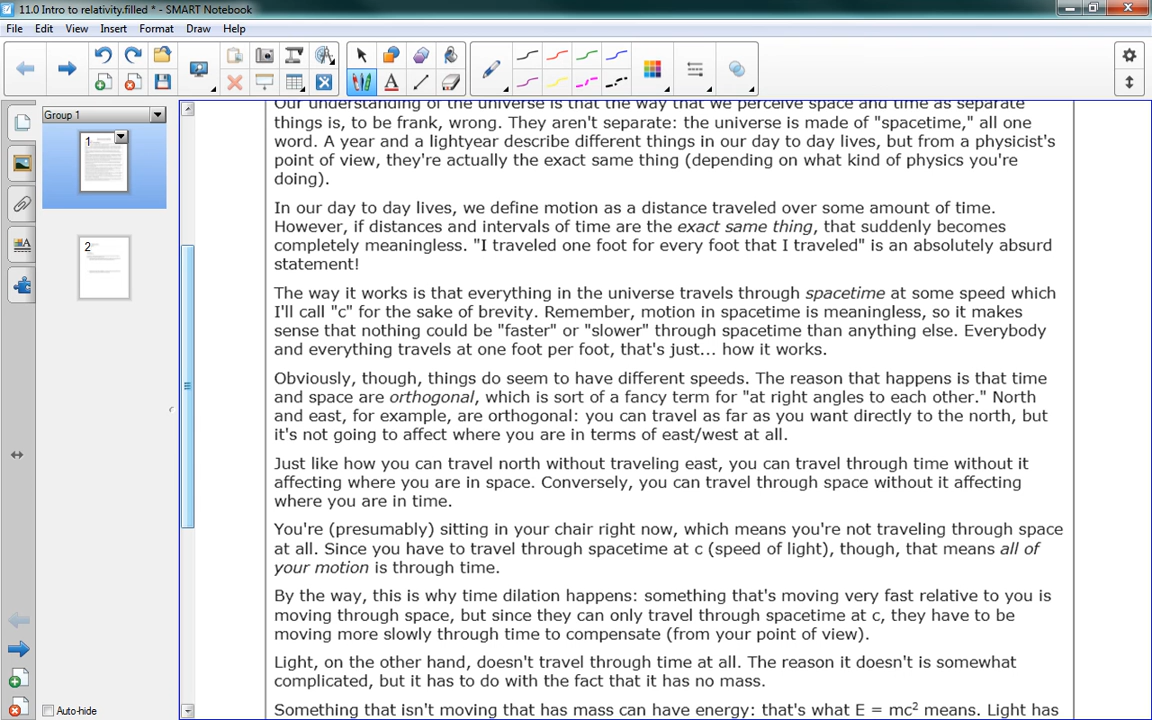 11.0 Intro to relativity.filled * - SMART Notebook
File Edit View Insert Format Draw Help
Group 1
1
2
Auto-hide
Our understanding of the universe is that the way that we perceive space and time as separate
things is, to be frank, wrong. They aren't separate: the universe is made of "spacetime," all one
word. A year and a lightyear describe different things in our day to day lives, but from a physicist's
point of view, they're actually the exact same thing (depending on what kind of physics you're
doing).
In our day to day lives, we define motion as a distance traveled over some amount of time.
However, if distances and intervals of time are the exact same thing, that suddenly becomes
completely meaningless. "I traveled one foot for every foot that I traveled" is an absolutely absurd
statement!
The way it works is that everything in the universe travels through spacetime at some speed which
I'll call "c" for the sake of brevity. Remember, motion in spacetime is meaningless, so it makes
sense that nothing could be "faster" or "slower" through spacetime than anything else. Everybody
and everything travels at one foot per foot, that's just... how it works.
Obviously, though, things do seem to have different speeds. The reason that happens is that time
and space are orthogonal, which is sort of a fancy term for "at right angles to each other." North
and east, for example, are orthogonal: you can travel as far as you want directly to the north, but
it's not going to affect where you are in terms of east/west at all.
Just like how you can travel north without traveling east, you can travel through time without it
affecting where you are in space. Conversely, you can travel through space without it affecting
where you are in time.
You're (presumably) sitting in your chair right now, which means you're not traveling through space
at all. Since you have to travel through spacetime at c (speed of light), though, that means all of
your motion is through time.
By the way, this is why time dilation happens: something that's moving very fast relative to you is
moving through space, but since they can only travel through spacetime at c, they have to be
moving more slowly through time to compensate (from your point of view).
Light, on the other hand, doesn't travel through time at all. The reason it doesn't is somewhat
complicated, but it has to do with the fact that it has no mass.
Something that isn't moving that has mass can have energy: that's what E = mc² means. Light has